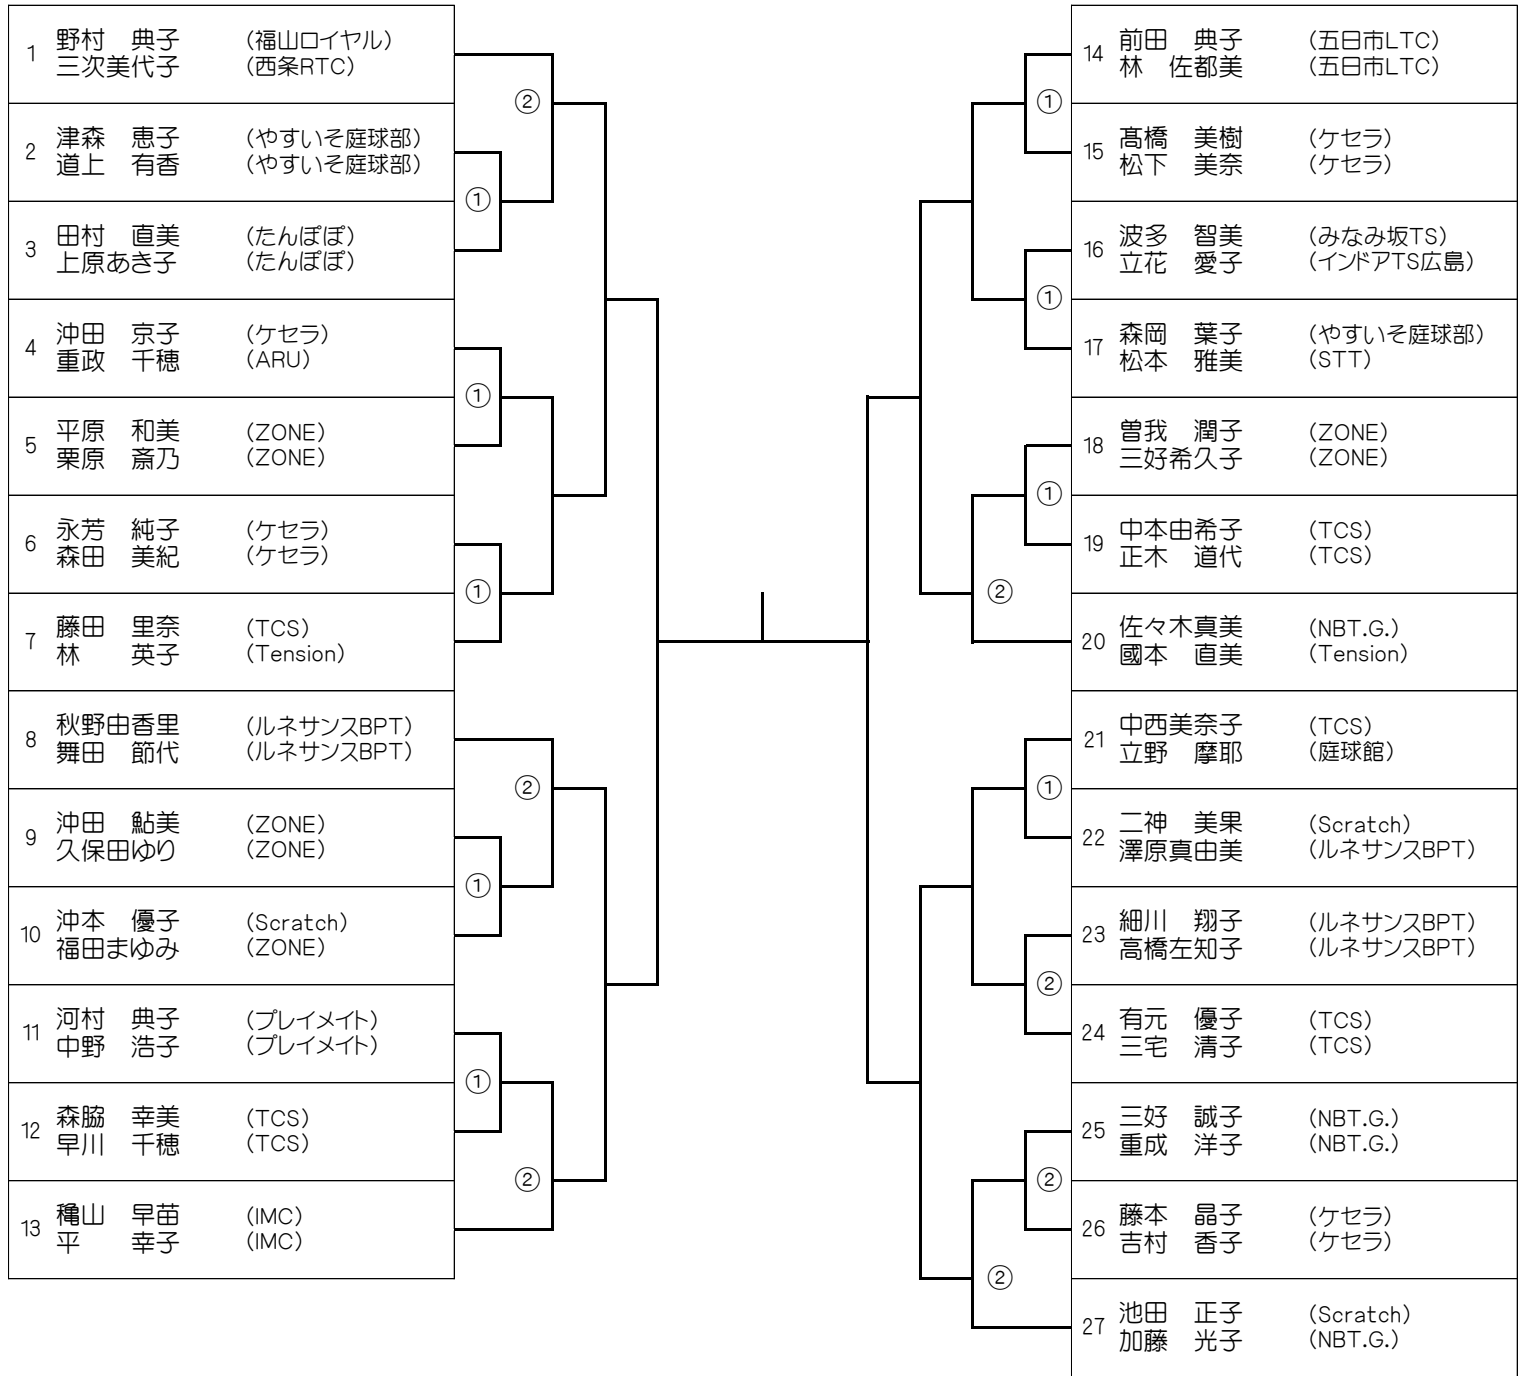 1 野村　典子 (福山ロイヤル)
三次美代子 (西条RTC)
②
2 津森　恵子 (やすいそ庭球部)
道上　有香 (やすいそ庭球部)
①
3 田村　直美 (たんぽぽ)
上原あき子 (たんぽぽ)
4 沖田　京子 (ケセラ)
重政　千穂 (ARU)
①
5 平原　和美 (ZONE)
栗原　斎乃 (ZONE)
6 永芳　純子 (ケセラ)
森田　美紀 (ケセラ)
①
7 藤田　里奈 (TCS)
林　　英子 (Tension)
8 秋野由香里 (ルネサンスBPT)
舞田　節代 (ルネサンスBPT)
②
9 沖田　鮎美 (ZONE)
久保田ゆり (ZONE)
①
10 沖本　優子 (Scratch)
福田まゆみ (ZONE)
11 河村　典子 (プレイメイト)
中野　浩子 (プレイメイト)
①
12 森脇　幸美 (TCS)
早川　千穂 (TCS)
②
13 龝山　早苗 (IMC)
平　　幸子 (IMC)
14 前田　典子 (五日市LTC)
林　佐都美 (五日市LTC)
①
15 髙橋　美樹 (ケセラ)
松下　美奈 (ケセラ)
16 波多　智美 (みなみ坂TS)
立花　愛子 (インドアTS広島)
①
17 森岡　葉子 (やすいそ庭球部)
松本　雅美 (STT)
18 曽我　潤子 (ZONE)
三好希久子 (ZONE)
①
19 中本由希子 (TCS)
正木　道代 (TCS)
②
20 佐々木真美 (NBT.G.)
國本　直美 (Tension)
21 中西美奈子 (TCS)
立野　摩耶 (庭球館)
①
22 二神　美果 (Scratch)
澤原真由美 (ルネサンスBPT)
23 細川　翔子 (ルネサンスBPT)
高橋左知子 (ルネサンスBPT)
②
24 有元　優子 (TCS)
三宅　清子 (TCS)
25 三好　誠子 (NBT.G.)
重成　洋子 (NBT.G.)
②
26 藤本　晶子 (ケセラ)
吉村　香子 (ケセラ)
②
27 池田　正子 (Scratch)
加藤　光子 (NBT.G.)